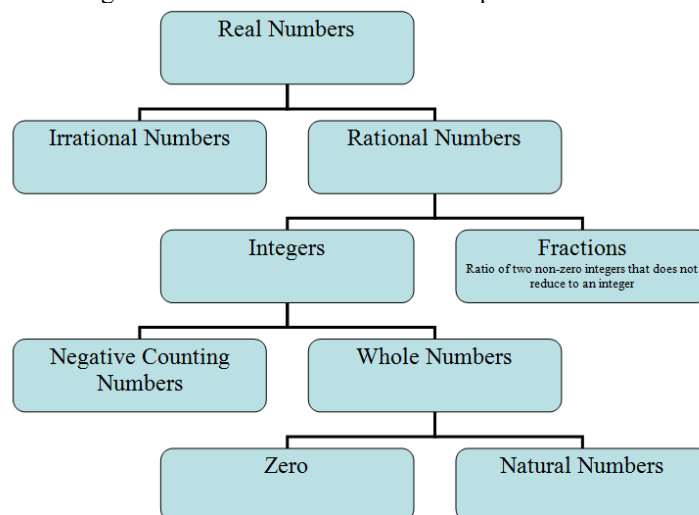 Real Numbers
Irrational Numbers
Rational Numbers
Integers
Fractions
Ratio of two non-zero integers that does not
reduce to an integer
Negative Counting
Numbers
Whole Numbers
Zero
Natural Numbers